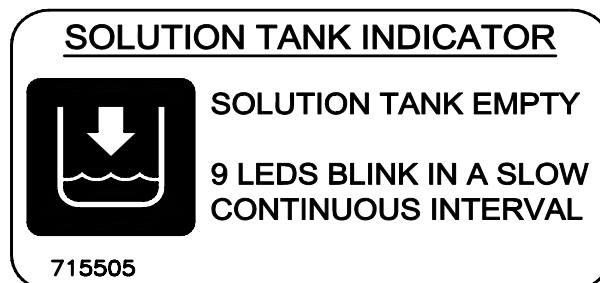 SOLUTION TANK INDICATOR
SOLUTION TANK EMPTY
9 LEDS BLINK IN A SLOW
CONTINUOUS INTERVAL
715505